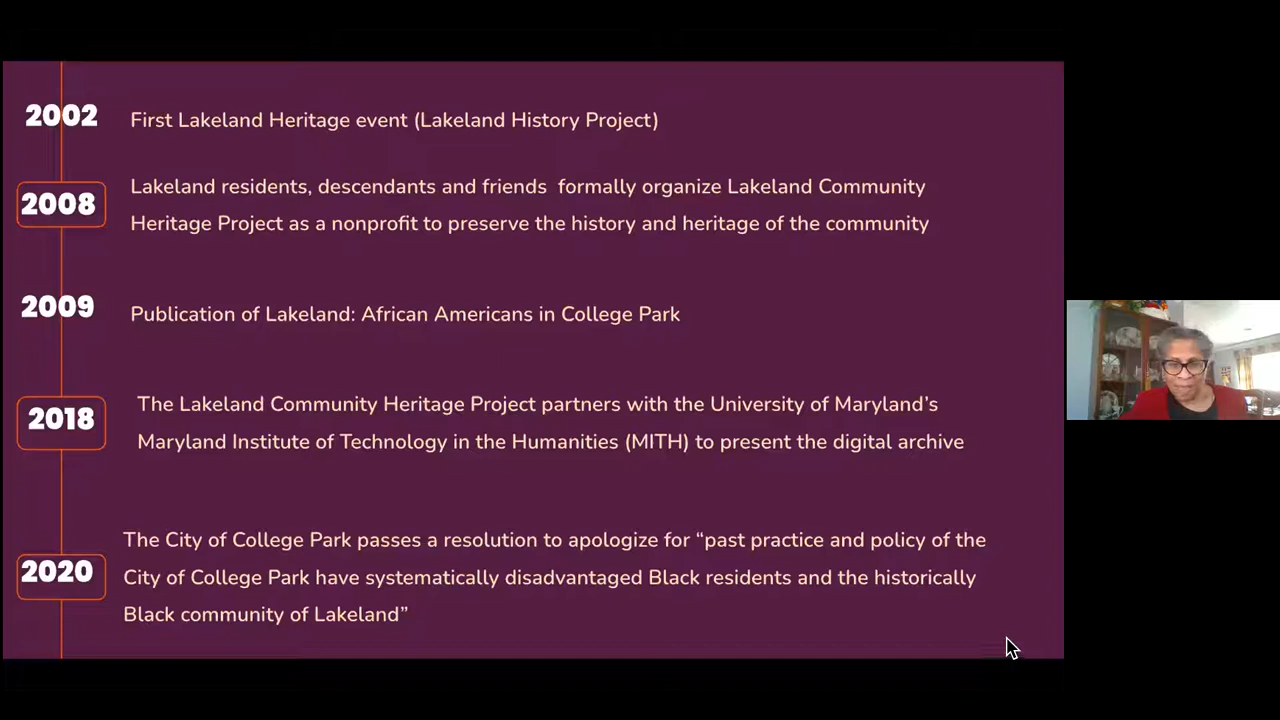 2002
First Lakeland Heritage event (Lakeland History Project)
2008
Lakeland residents, descendants and friends formally organize Lakeland Community
Heritage Project as a nonprofit to preserve the history and heritage of the community
2009
Publication of Lakeland: African Americans in College Park
2018
The Lakeland Community Heritage Project partners with the University of Maryland’s
Maryland Institute of Technology in the Humanities (MITH) to present the digital archive
2020
The City of College Park passes a resolution to apologize for “past practice and policy of the
City of College Park have systematically disadvantaged Black residents and the historically
Black community of Lakeland”